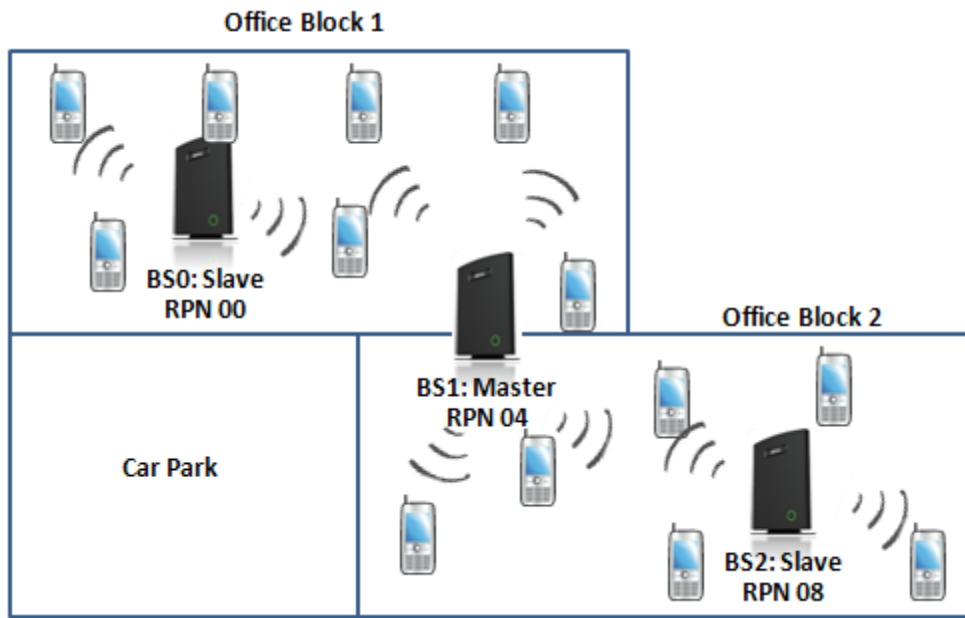 Office Block 1
BS0: Slave
RPN 00
Office Block 2
BS1: Master
RPN 04
Car Park
BS2: Slave
RPN 08